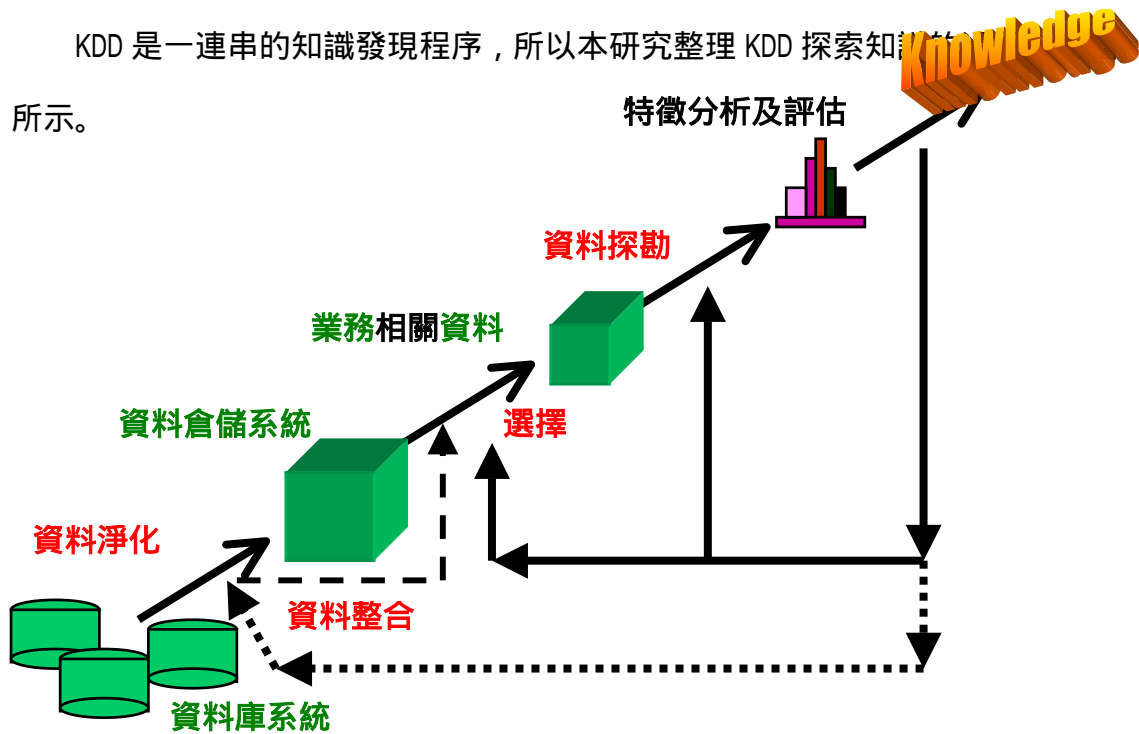 KDD 是一連串的知識發現程序，所以本研究整理 KDD 探索知識的
Knowledge
所示。
特徵分析及評估
資料探勘
業務相關資料
資料倉儲系統
選擇
資料淨化
資料整合
資料庫系統